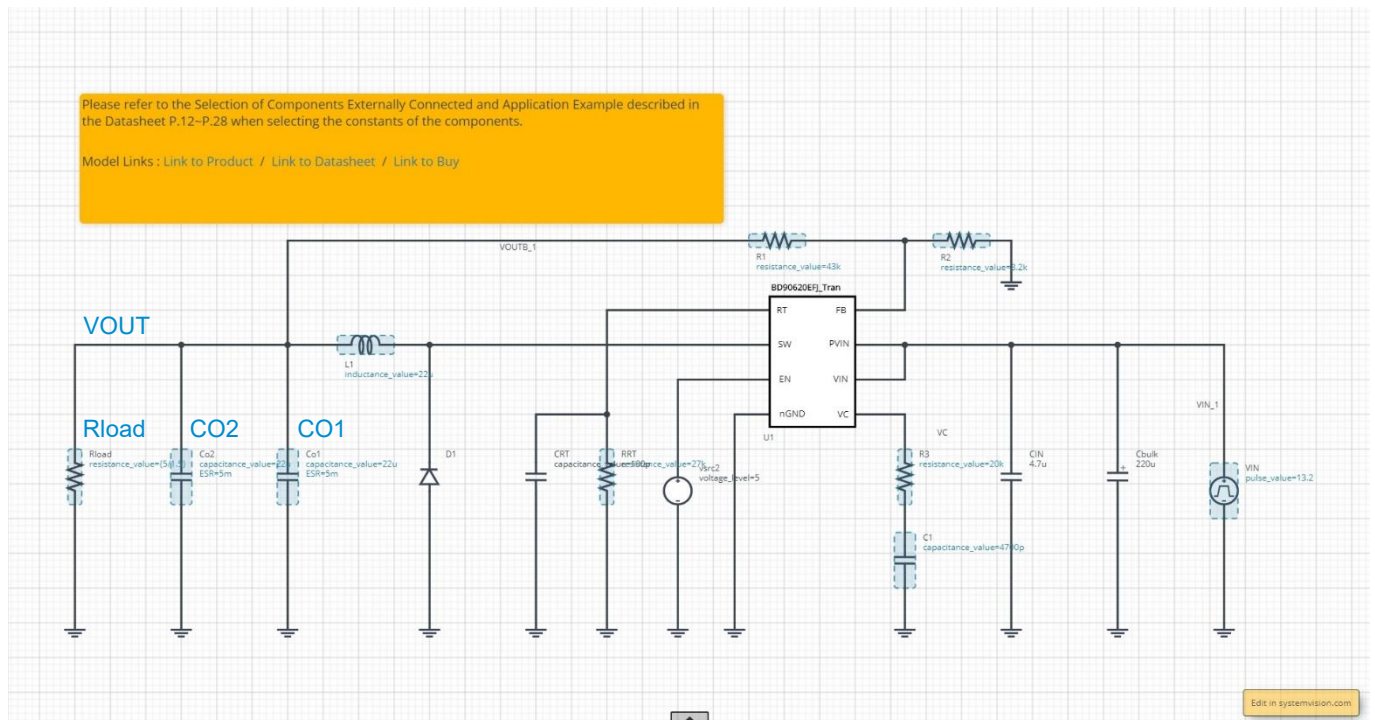 Please refer to the Selection of Components Externally Connected and Application Example described in
the Datasheet P.12~P.28 when selecting the constants of the components.
Model Links : Link to Product / Link to Datasheet / Link to Buy
VOUTB_1
R1
resistance_value=43k
R2
BD90620EFJ_Tran
RT
FB
SW
PVIN
EN
VIN
nGND
VC
U1
VOUT
L1
inductance_value=22u
VIN_1
VC
Rload
CO2
CO1
Rload
Co2
ESR=5m
Co1
capacitance_value=22u
ESR=5m
D1
CRT
RRT
vsrc2
voltage_level=5
R3
resistance_value=20k
CIN
4.7u
Cbulk
220u
VIN
pulse_value=13.2
C1
capacitance_value=4700p
Edit in systemvision.com